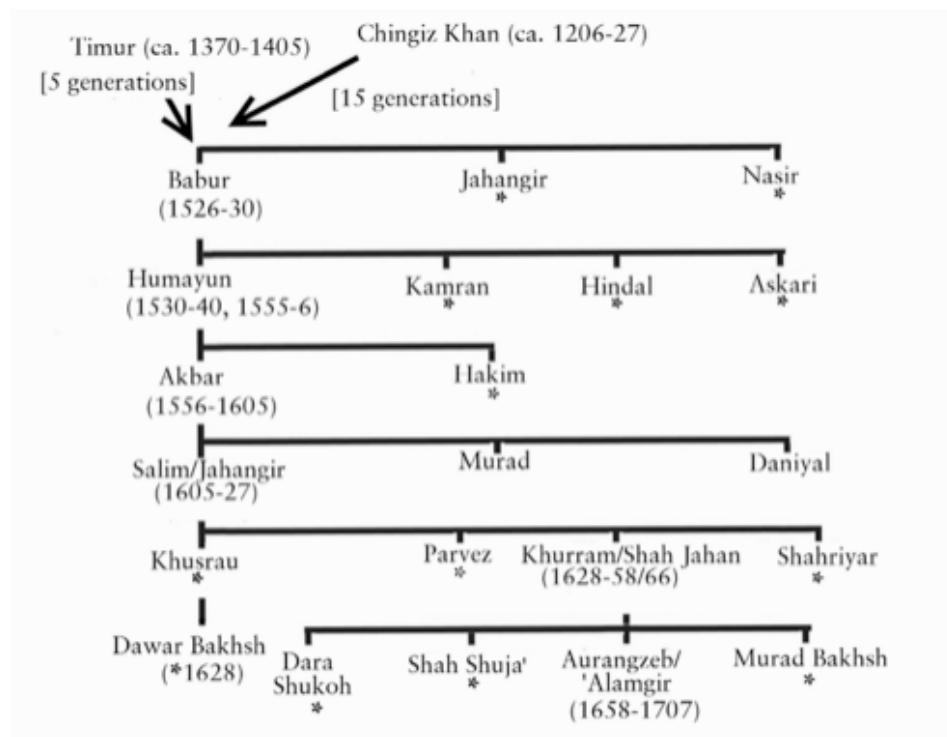 Timur (ca. 1370-1405)
Chingiz Khan (ca. 1206-27)
[5 generations]
[15 generations]
Babur
(1526-30)
Jahangir
*
Nasir
*
Humayun
(1530-40, 1555-6)
Kamran
*
Hindal
*
Askari
*
Akbar
(1556-1605)
Hakim
*
Salim/Jahangir
(1605-27)
Murad
Daniyal
Khusrau
*
Parvez
*
Khurram/Shah Jahan
(1628-58/66)
Shahriyar
*
Dawar Bakhsh
(*1628)
Dara
Shukoh
*
Shah Shuja'
*
Aurangzeb/
'Alamgir
(1658-1707)
Murad Bakhsh
*